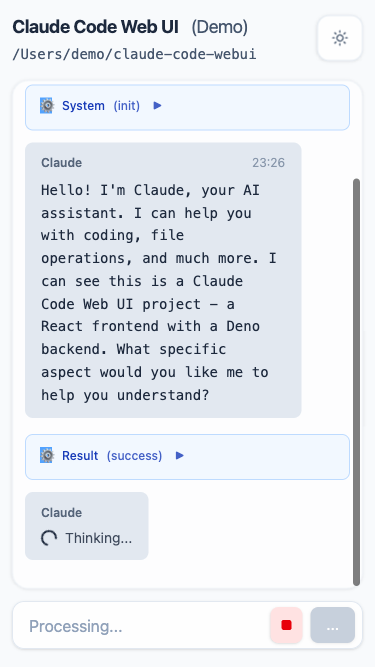 Claude Code Web UI (Demo)
/Users/demo/claude-code-webui
System (init)
Claude 23:26
Hello! I'm Claude, your AI
assistant. I can help you
with coding, file
operations, and much more. I
can see this is a Claude
Code Web UI project – a
React frontend with a Deno
backend. What specific
aspect would you like me to
help you understand?
Result (success)
Claude
Thinking...
Processing...
...